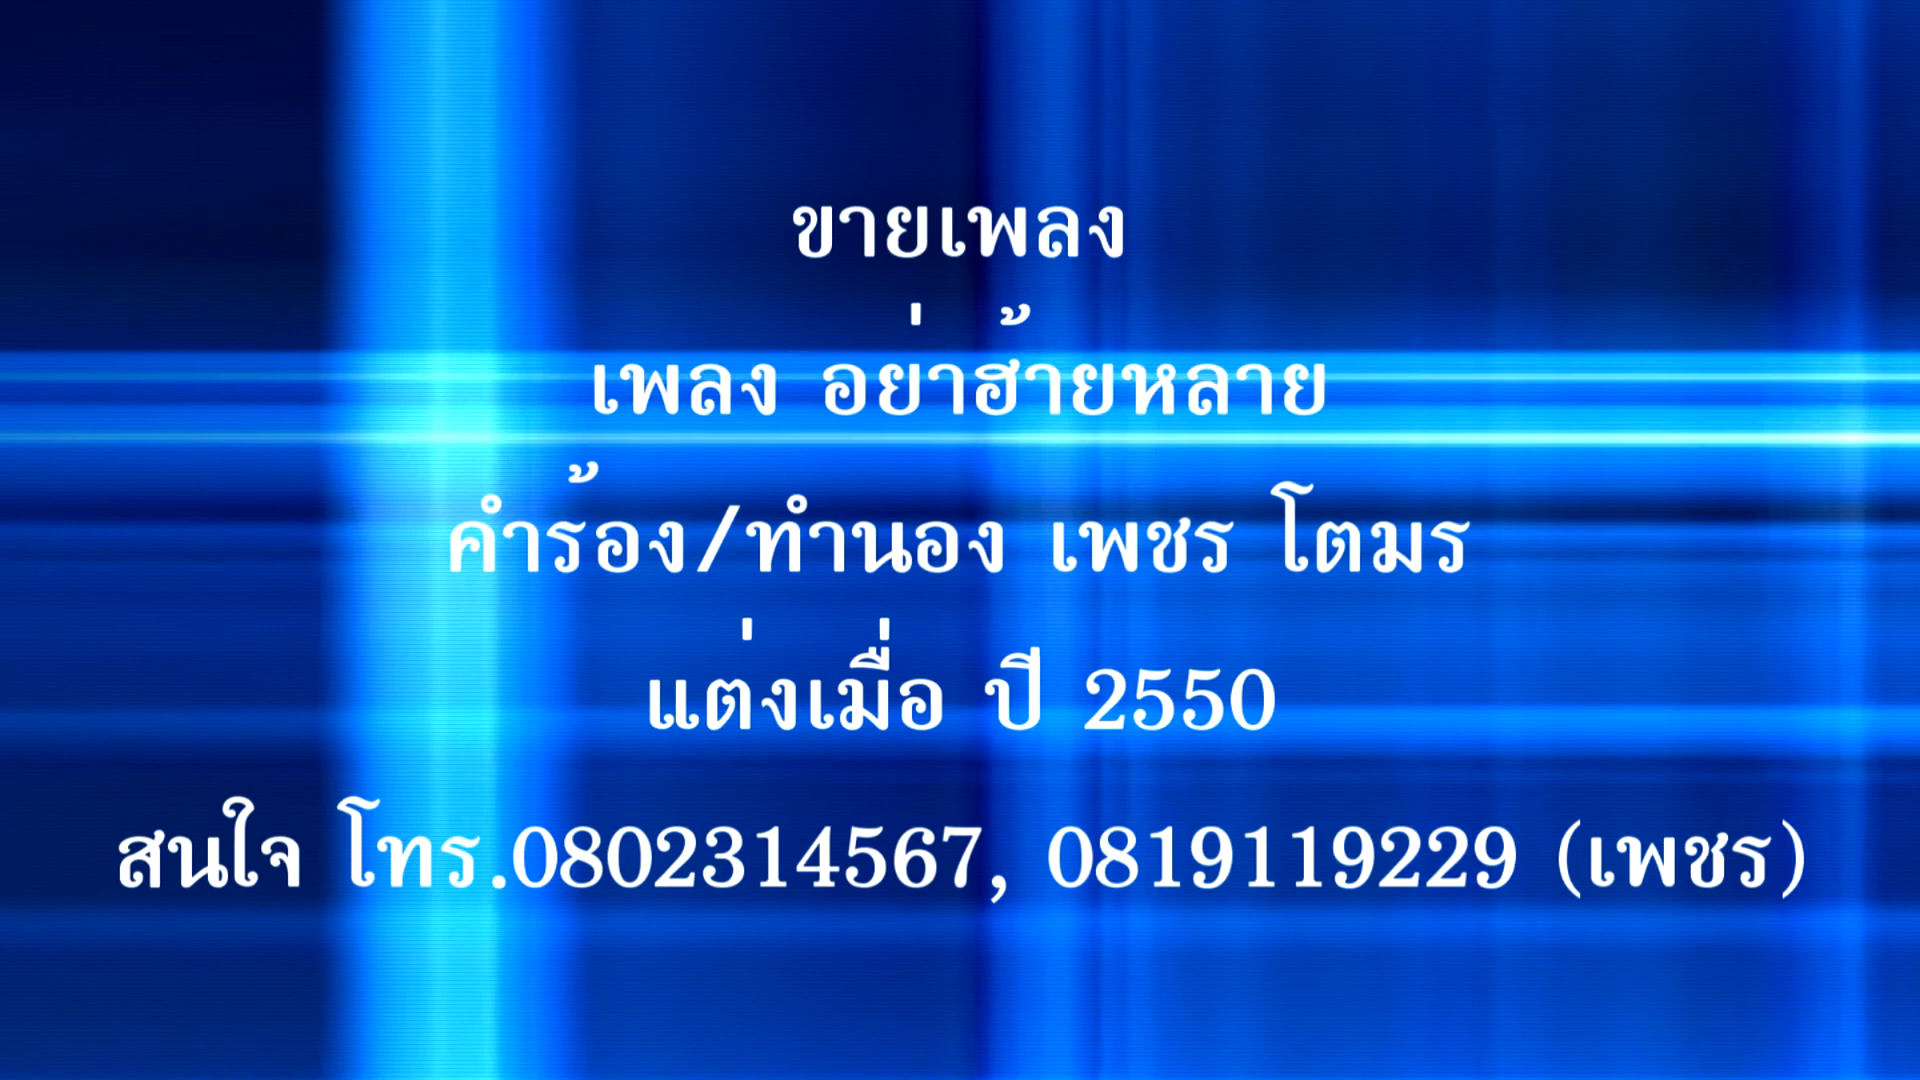 ขายเพลง
เพลง อย่าฮ้ายหลาย
คำร้อง/ทำนอง เพชร โตมร
แต่งเมื่อ ปี 2550
สนใจ โทร.0802314567, 0819119229 (เพชร)